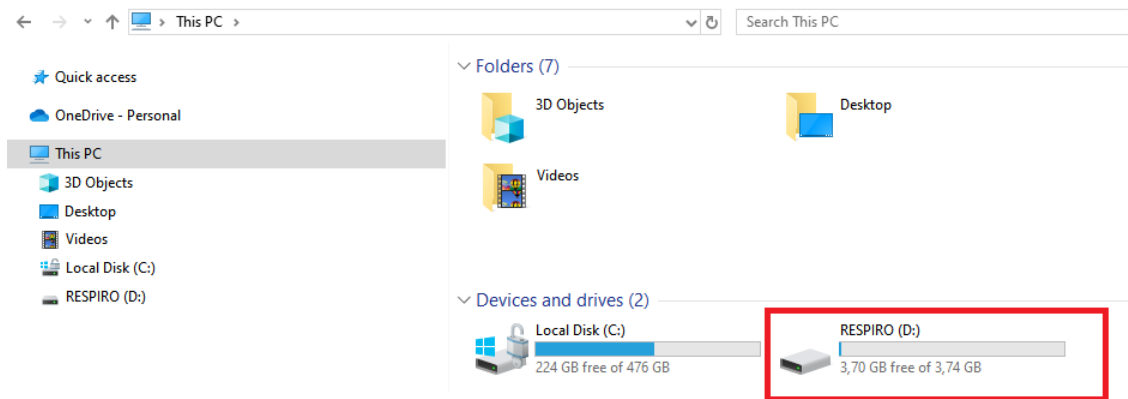 This PC
Search This PC
Quick access
OneDrive - Personal
This PC
3D Objects
Desktop
Videos
Local Disk (C:)
RESPIRO (D:)
Folders (7)
3D Objects
Desktop
Videos
Devices and drives (2)
Local Disk (C:)
224 GB free of 476 GB
RESPIRO (D:)
3,70 GB free of 3,74 GB